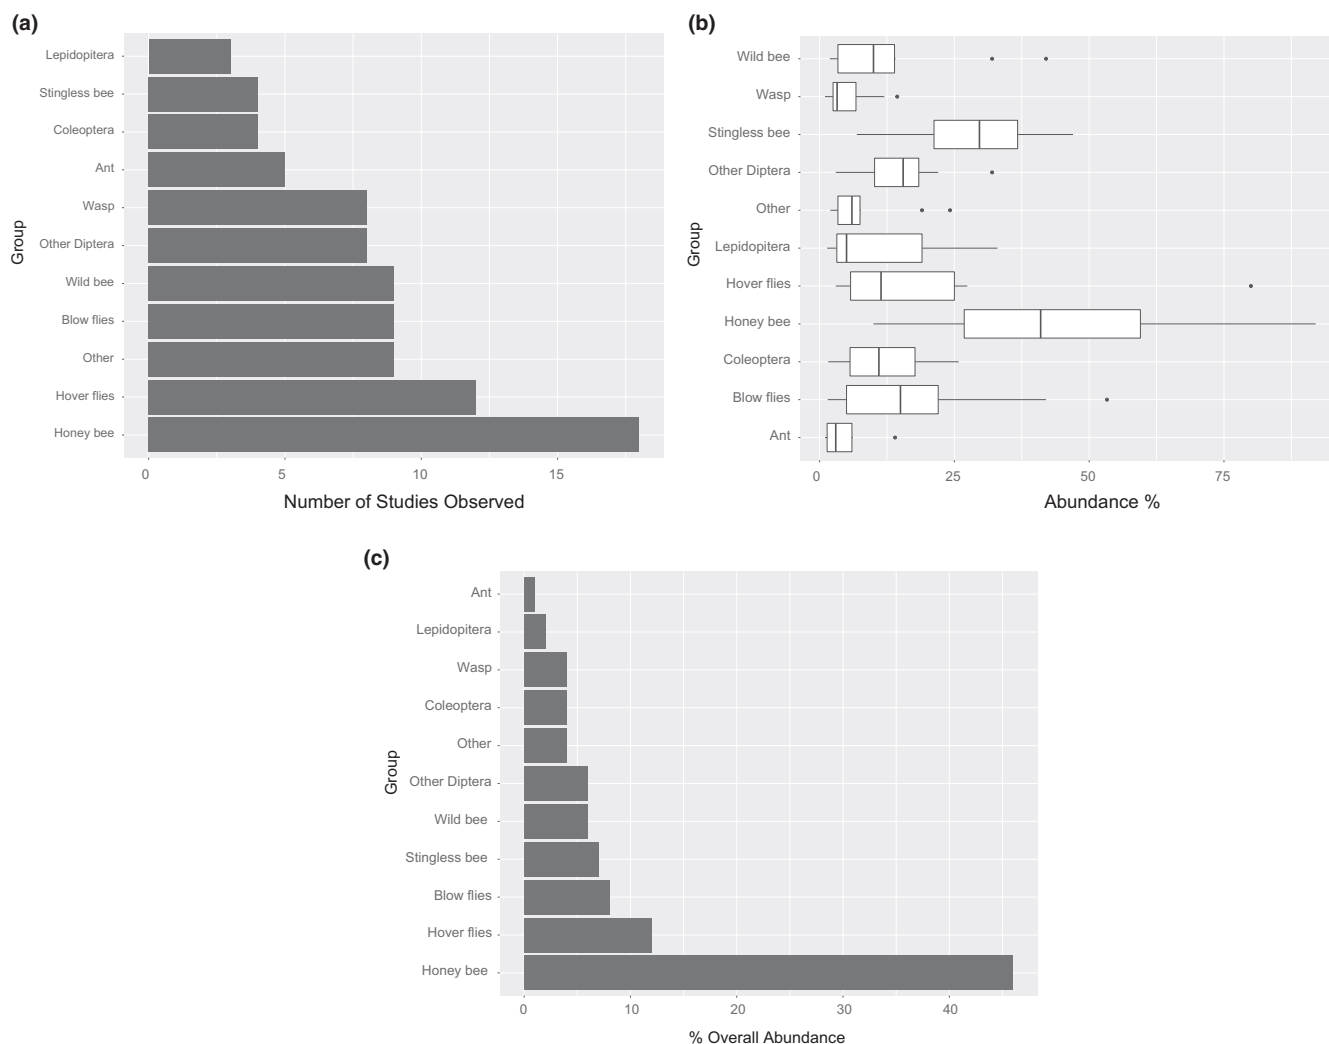 (a)
Lepidopitera
Stingless bee
Coleoptera
Ant
Wasp
Other Diptera
Wild bee
Blow flies
Other
Hover flies
Honey bee
Group
0 5 10 15
Number of Studies Observed
(b)
Wild bee
Wasp
Stingless bee
Other Diptera
Other
Lepidopitera
Hover flies
Honey bee
Coleoptera
Blow flies
Ant
Group
0 25 50 75
Abundance %
(c)
Ant
Lepidopitera
Wasp
Coleoptera
Other
Other Diptera
Wild bee
Stingless bee
Blow flies
Hover flies
Honey bee
Group
0 10 20 30 40
% Overall Abundance